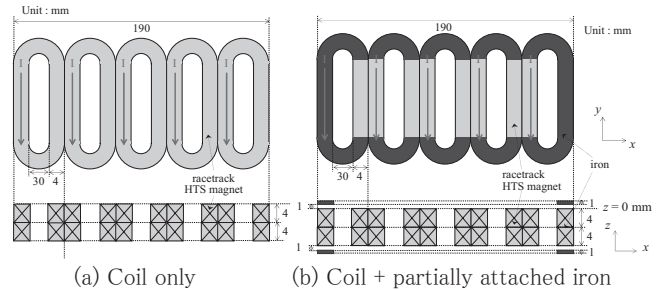 Unit : mm
190
I
I
I
I
I
30
4
racetrack
HTS magnet
4
4
(a) Coil only
190
Unit : mm
I
I
I
I
I
y
x
30
4
racetrack
HTS magnet
iron
1
1
z = 0 mm
4
4
z
1
1
x
(b) Coil + partially attached iron